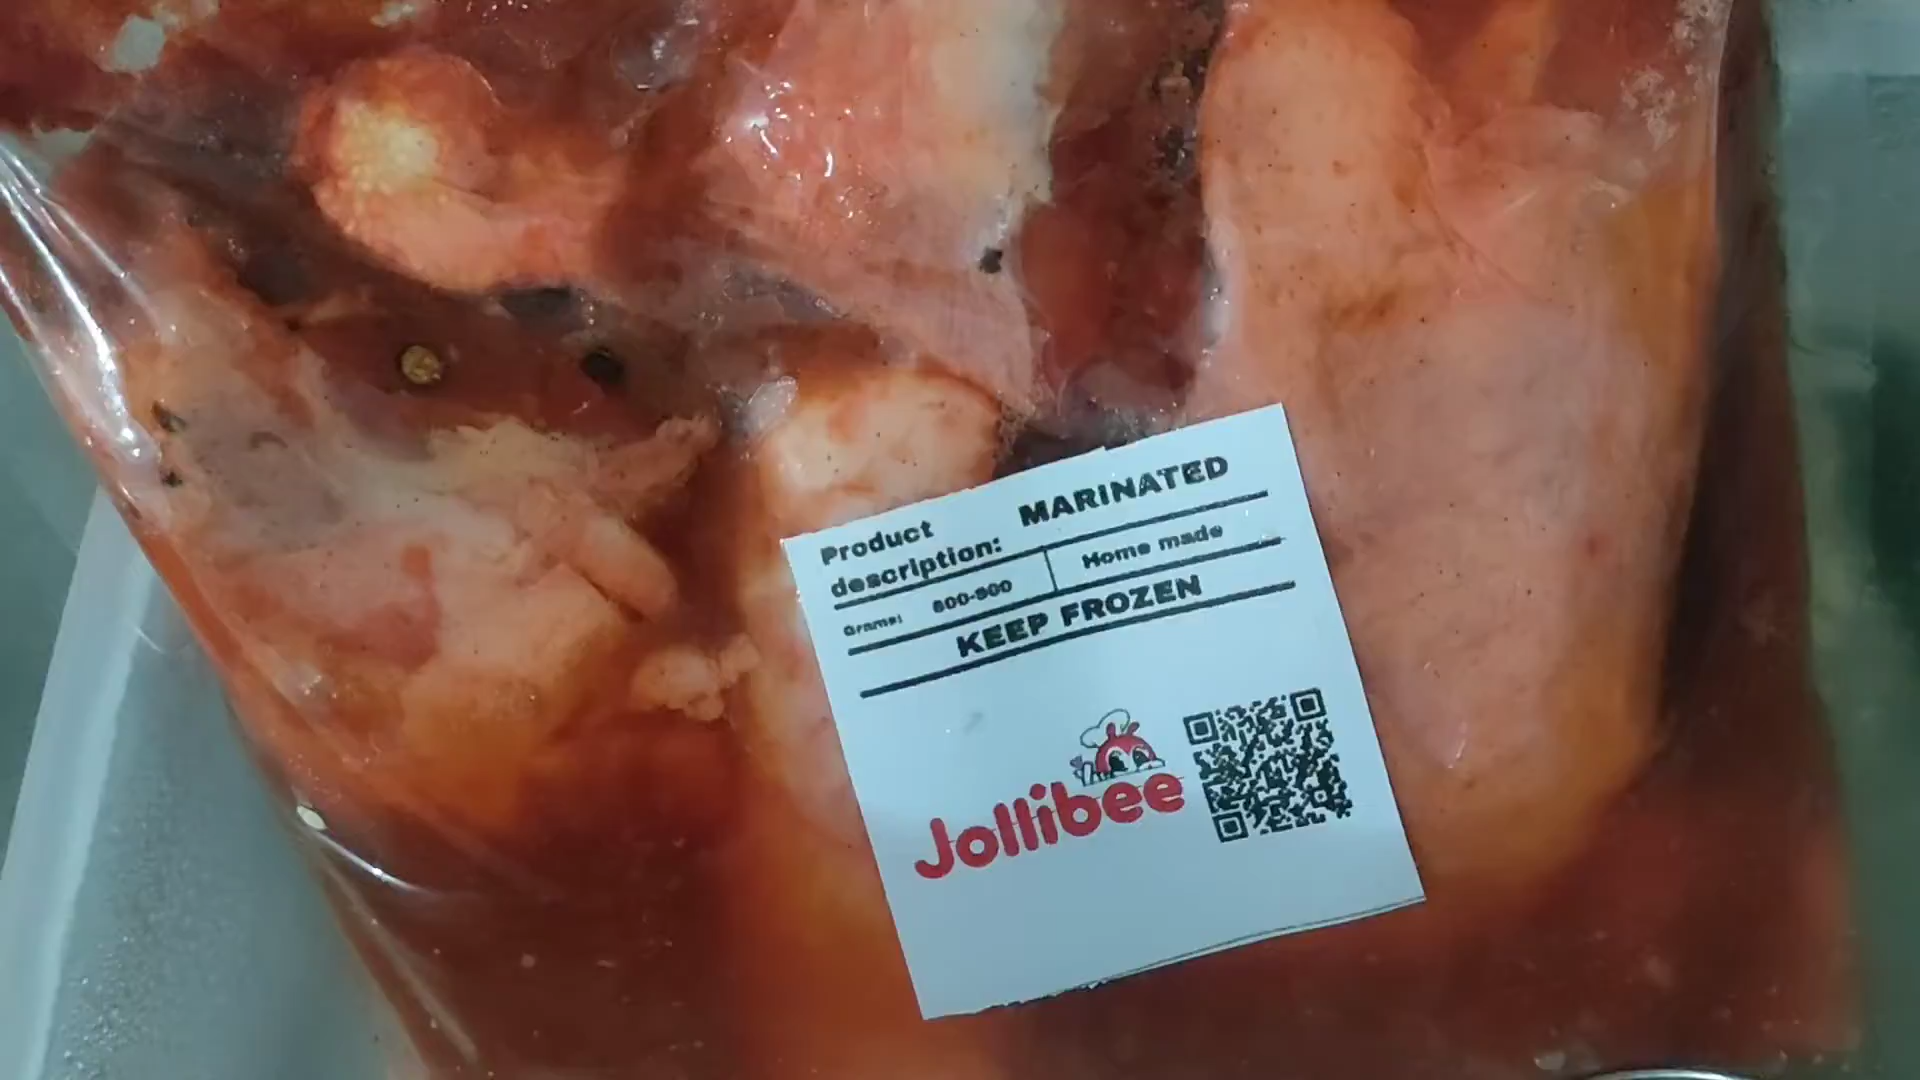 Product MARINATED
description:
Grams: 800-900 Home made
KEEP FROZEN
Jollibee